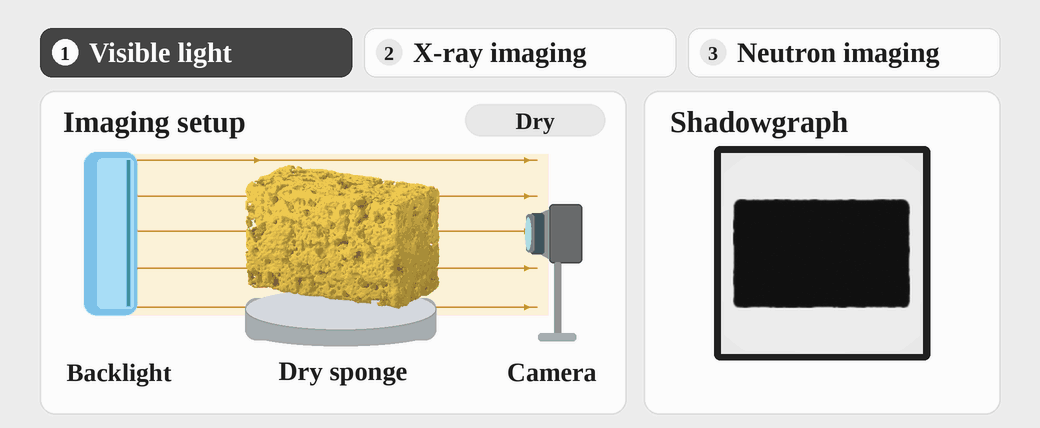 1 Visible light
2 X-ray imaging
3 Neutron imaging
Imaging setup
Dry
Shadowgraph
Backlight
Dry sponge
Camera